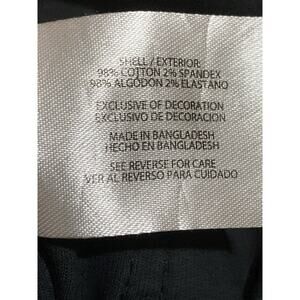 SHELL / EXTERIOR:
98% COTTON 2% SPANDEX
98% ALGODON 2% ELASTANO
EXCLUSIVE OF DECORATION
EXCLUSIVO DE DECORACIÓN
MADE IN BANGLADESH
HECHO EN BANGLADESH
SEE REVERSE FOR CARE
VER AL REVERSO PARA CUIDADO